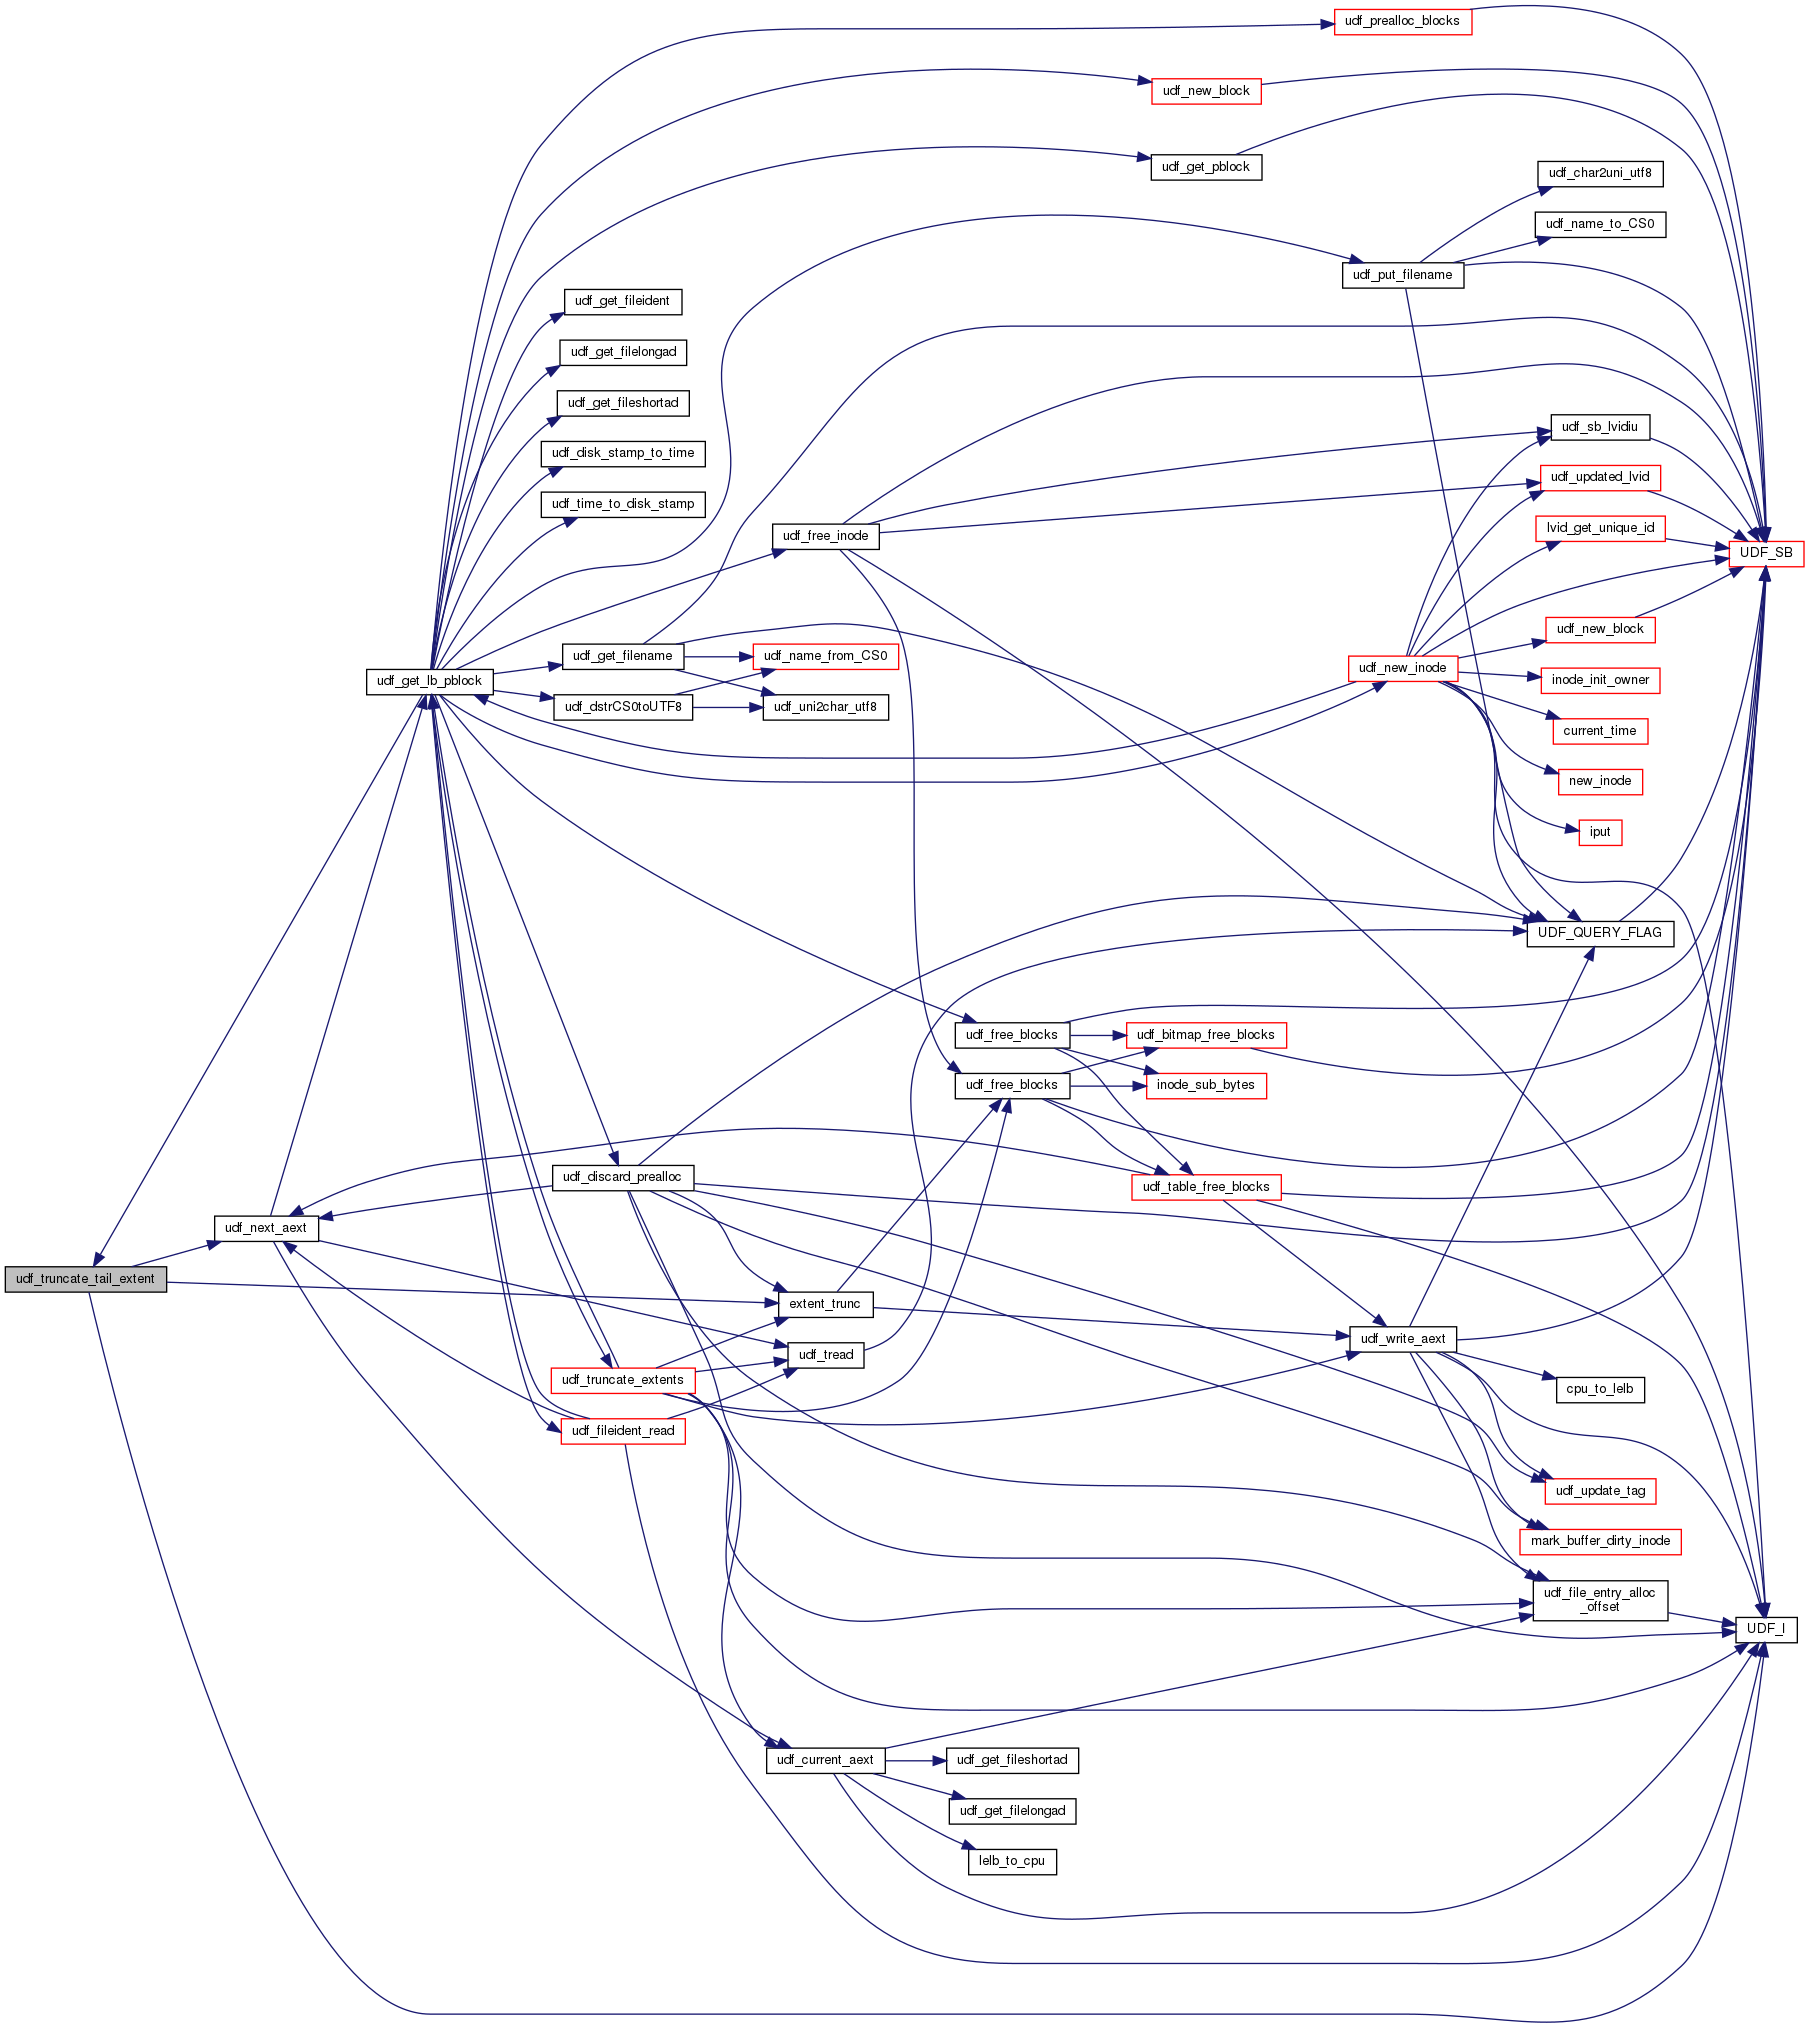 udf_prealloc_blocks
udf_new_block
udf_get_pblock
udf_char2uni_utf8
udf_name_to_CS0
udf_put_filename
udf_get_fileident
udf_get_filelongad
udf_get_fileshortad
udf_disk_stamp_to_time
udf_time_to_disk_stamp
udf_sb_lvidiu
udf_updated_lvid
lvid_get_unique_id
udf_free_inode
UDF_SB
udf_new_block
udf_get_filename
udf_name_from_CS0
udf_new_inode
udf_get_lb_pblock
inode_init_owner
udf_dstrCS0toUTF8
udf_uni2char_utf8
current_time
new_inode
iput
UDF_QUERY_FLAG
udf_free_blocks
udf_bitmap_free_blocks
udf_free_blocks
inode_sub_bytes
udf_discard_prealloc
udf_table_free_blocks
udf_next_aext
udf_truncate_tail_extent
extent_trunc
udf_write_aext
udf_tread
udf_truncate_extents
cpu_to_lelb
udf_fileident_read
udf_update_tag
mark_buffer_dirty_inode
udf_file_entry_alloc
_offset
UDF_I
udf_current_aext
udf_get_fileshortad
udf_get_filelongad
lelb_to_cpu